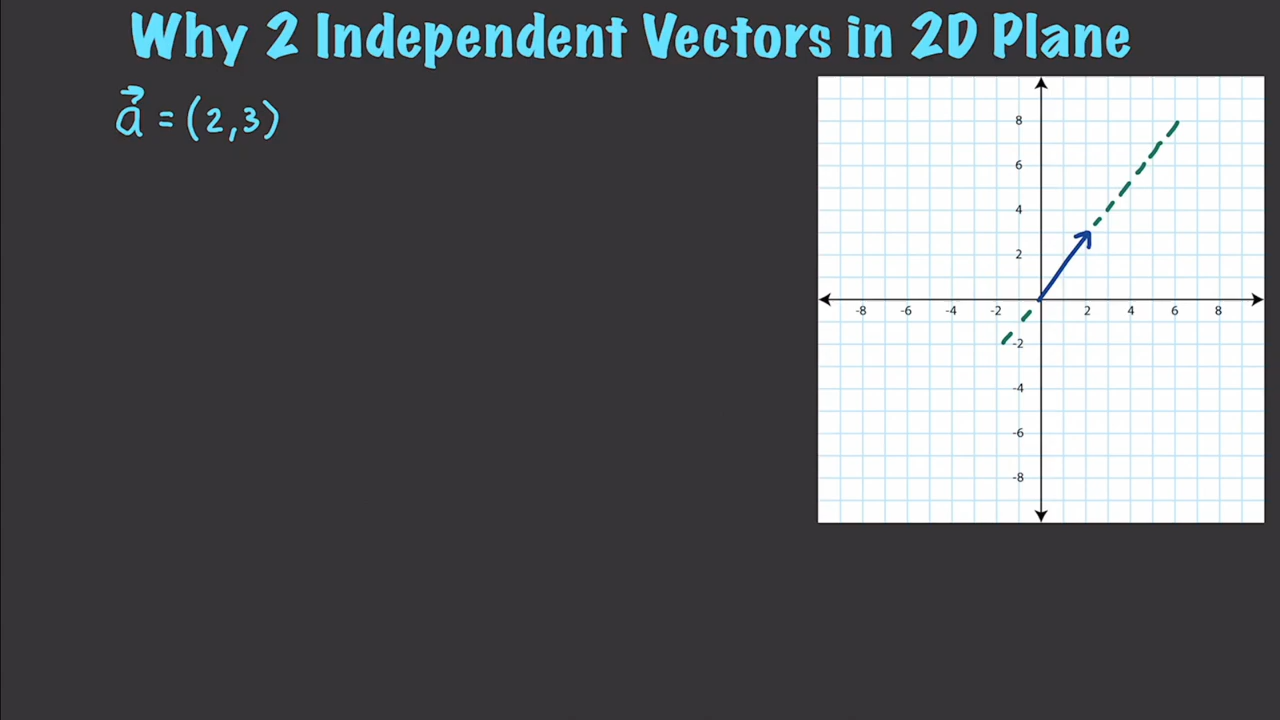 Why 2 Independent Vectors in 2D Plane
a⃗ = (2,3)
8
6
4
2
-8 -6 -4 -2 2 4 6 8
-2
-4
-6
-8